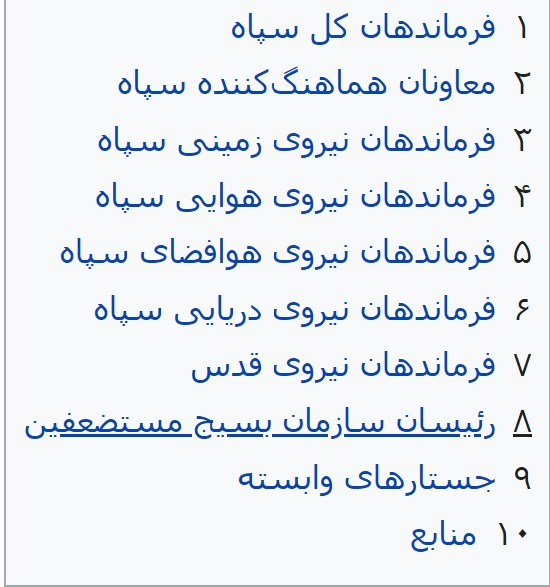 ۱ فرماندهان کل سپاه
۲ معاونان هماهنگ‌کننده سپاه
۳ فرماندهان نیروی زمینی سپاه
۴ فرماندهان نیروی هوایی سپاه
۵ فرماندهان نیروی هوافضای سپاه
۶ فرماندهان نیروی دریایی سپاه
۷ فرماندهان نیروی قدس
۸ رئیسان سازمان بسیج مستضعفین
۹ جستارهای وابسته
۱۰ منابع